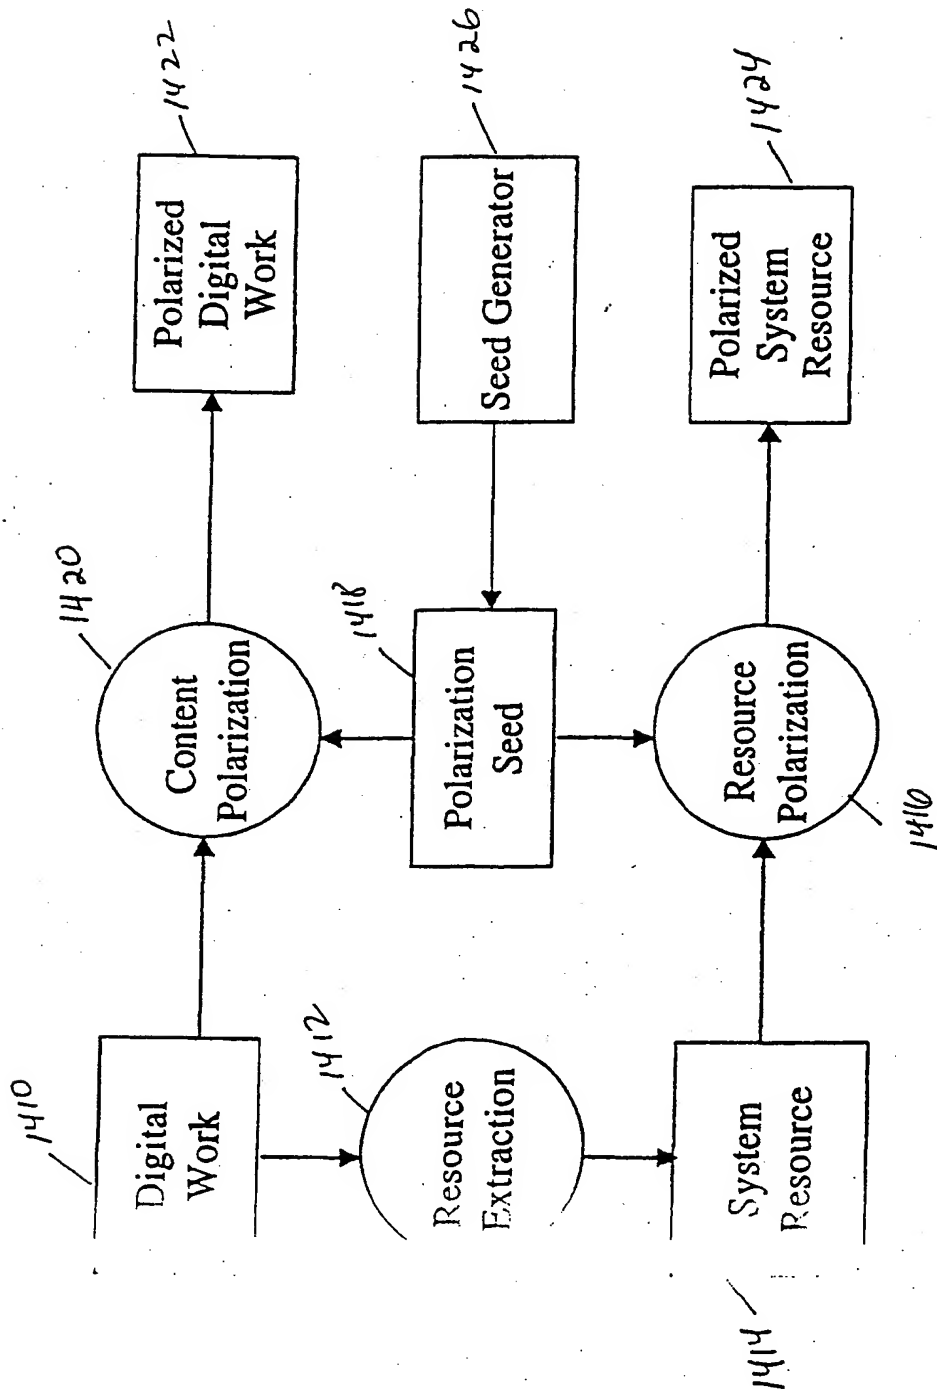 1410
Digital
Work
1420
Content
Polarization
1422
Polarized
Digital
Work
1412
Resource
Extraction
1418
Polarization
Seed
1426
Seed Generator
1414
System
Resource
1416
Resource
Polarization
1424
Polarized
System
Resource